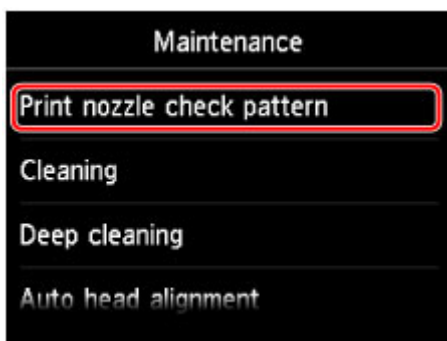 Maintenance
Print nozzle check pattern
Cleaning
Deep cleaning
Auto head alignment